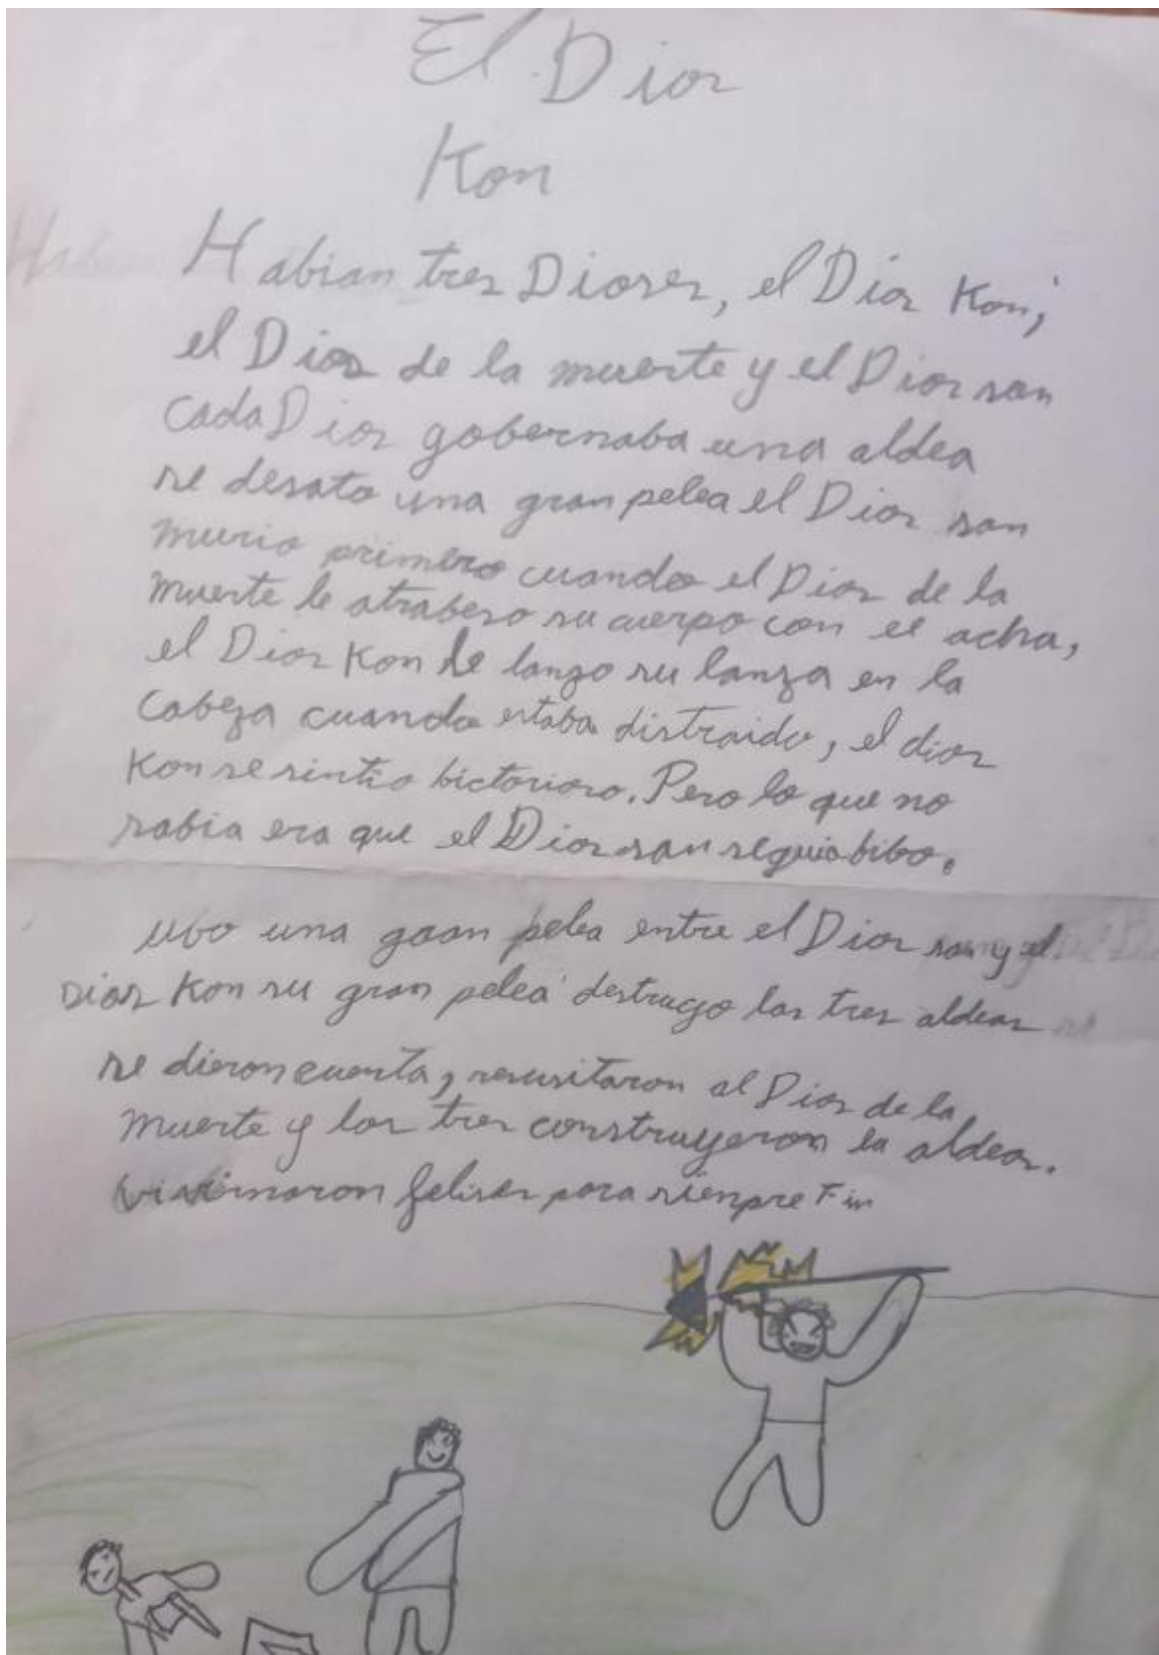 El Dios
Kon
Habian tres Dioses, el Dios Kon,
el Dios de la muerte y el Dios san
cada Dios gobernaba una aldea
se desato una gran pelea el Dios san
murio primero cuando el Dios de la
muerte le atrabeso su cuerpo con el acha,
el Dios Kon le lanzo su lanza en la
cabeza cuando estaba distraido, el dios
Kon se sintio bictorioso. Pero lo que no
sabia era que el Dios san seguia bibo.
ubo una gran pelea entre el Dios san y el
Dios Kon su gran pelea destrugo las tres aldeas
se dieron cuenta, resusitaron al Dios de la
muerte y los tres construyeron la aldeas.
felises para sienpre Fin